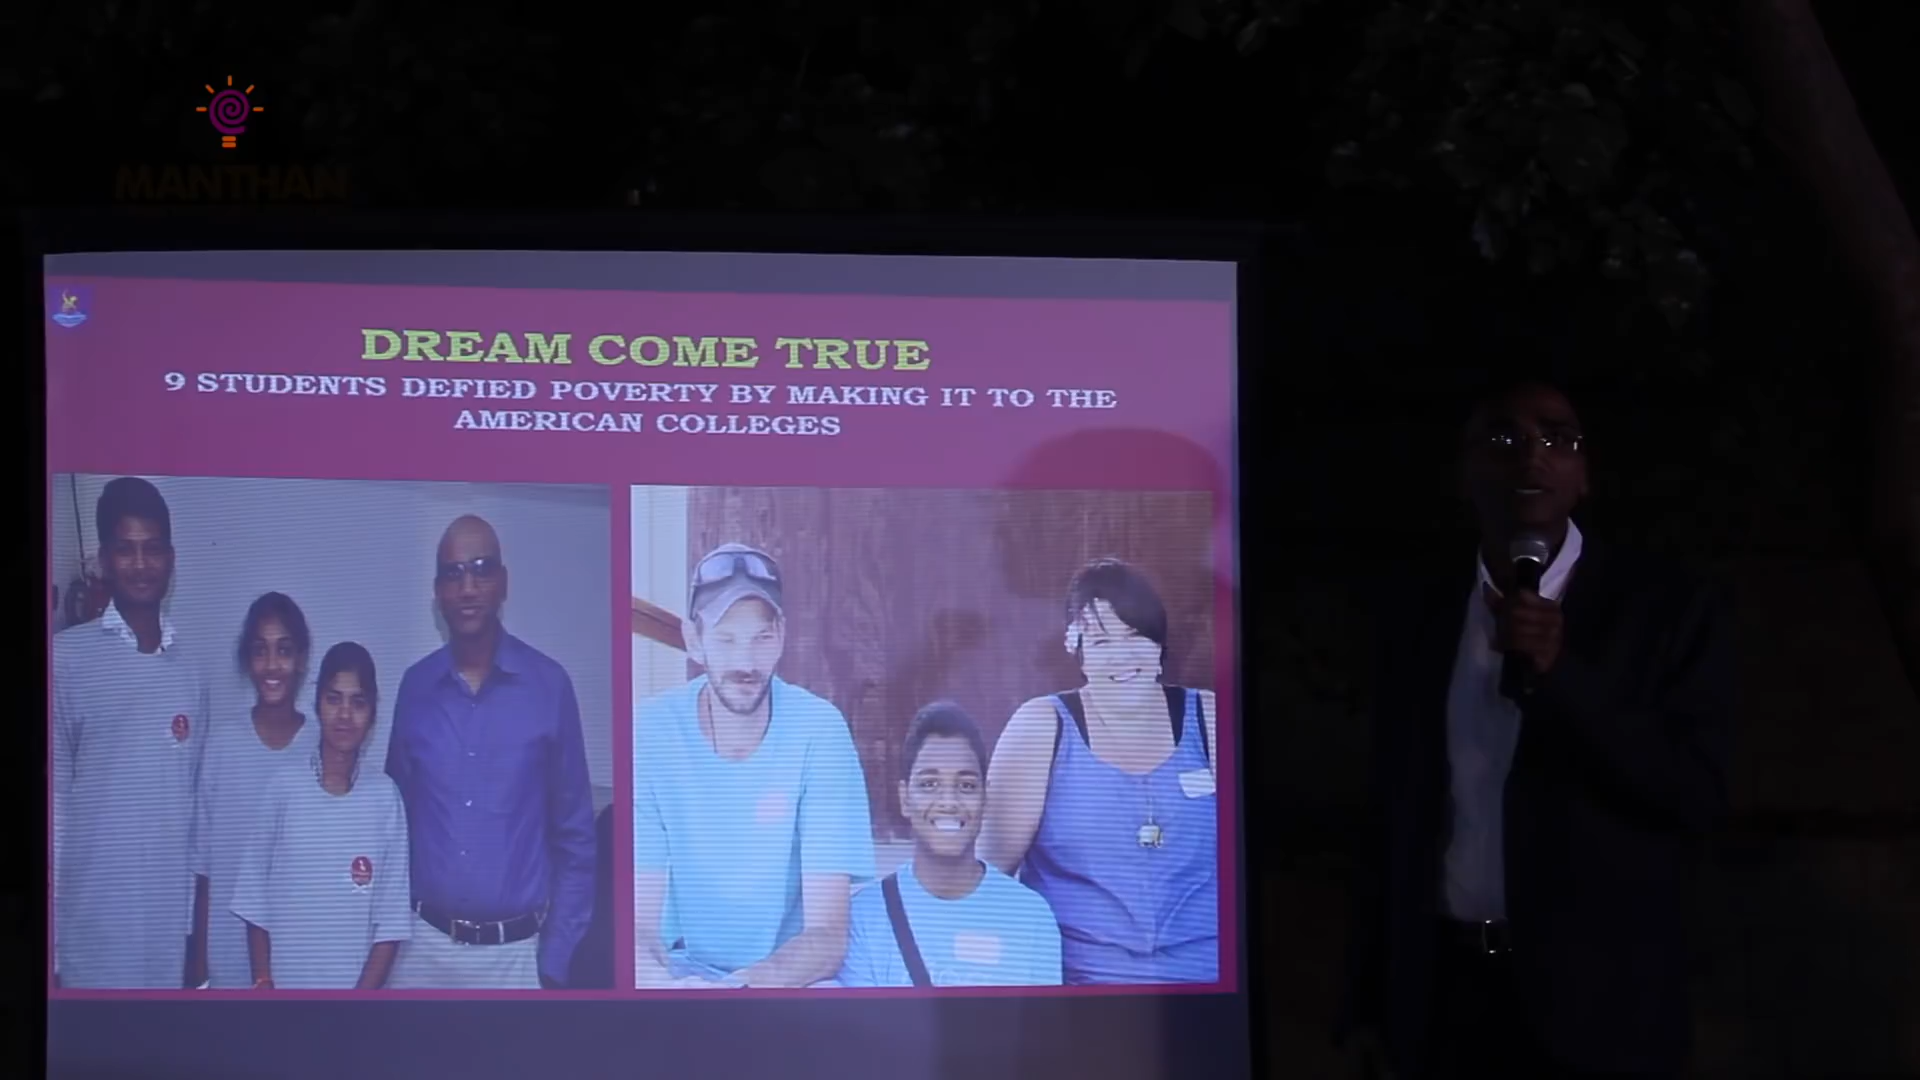 MANTHAN
DREAM COME TRUE
9 STUDENTS DEFIED POVERTY BY MAKING IT TO THE
AMERICAN COLLEGES